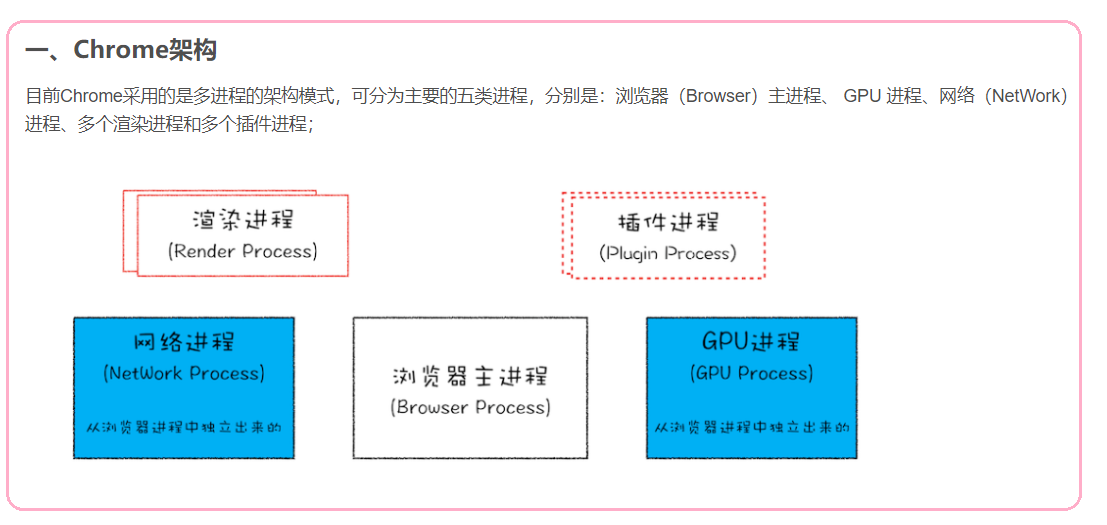 一、Chrome架构
目前Chrome采用的是多进程的架构模式，可分为主要的五类进程，分别是：浏览器（Browser）主进程、 GPU 进程、网络（NetWork）
进程、多个渲染进程和多个插件进程；
渲染进程
(Render Process)
插件进程
(Plugin Process)
网络进程
(NetWork Process)
从浏览器进程中独立出来的
浏览器主进程
(Browser Process)
GPU进程
(GPU Process)
从浏览器进程中独立出来的